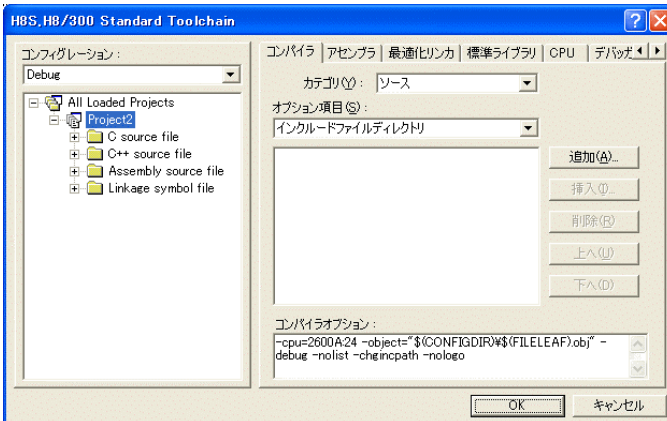 H8S,H8/300 Standard Toolchain
コンフィグレーション :
Debug
All Loaded Projects
Project2
C source file
C++ source file
Assembly source file
Linkage symbol file
コンパイラ アセンブラ 最適化リンカ 標準ライブラリ CPU デバッガ
カテゴリ(Y) : ソース
オプション項目(S) :
インクルードファイルディレクトリ
追加(A)...
挿入(I)...
削除(R)
上へ(U)
下へ(D)
コンパイラオプション :
-cpu=2600A:24 -object="$(CONFIGDIR)¥$(FILELEAF).obj" -
debug -nolist -chgincpath -nologo
OK キャンセル